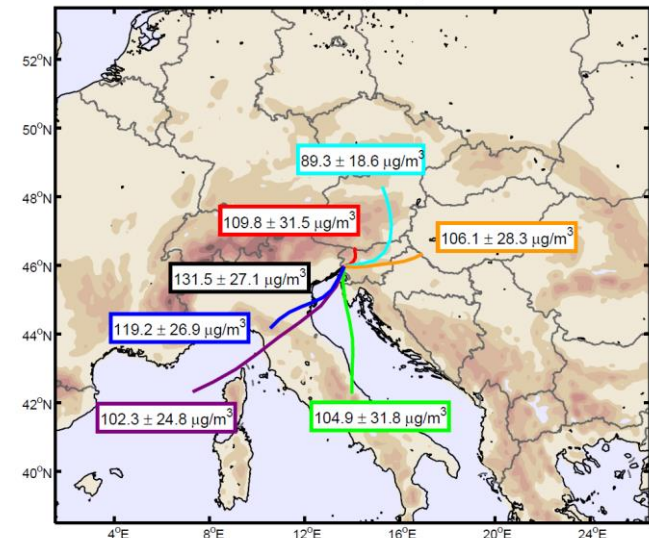 52°N
50°N
48°N
46°N
44°N
42°N
40°N
89.3 ± 18.6 μg/m³
109.8 ± 31.5 μg/m³
106.1 ± 28.3 μg/m³
131.5 ± 27.1 μg/m³
119.2 ± 26.9 μg/m³
102.3 ± 24.8 μg/m³
104.9 ± 31.8 μg/m³
4°E
8°E
12°E
16°E
20°E
24°E